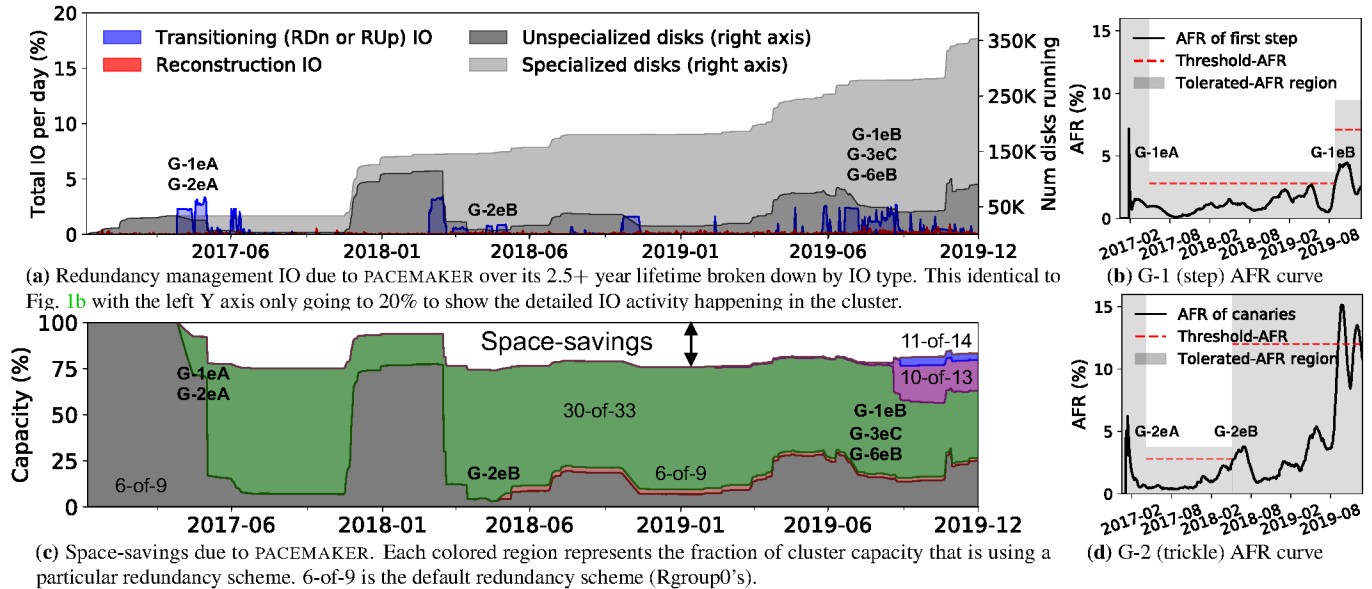 20
15
10
5
0
Total IO per day (%)
Transitioning (RDn or RUp) IO
Reconstruction IO
Unspecialized disks (right axis)
Specialized disks (right axis)
G-1eA
G-2eA
G-2eB
G-1eB
G-3eC
G-6eB
350K
250K
150K
50K
Num disks running
2017-06
2018-01
2018-06
2019-01
2019-06
2019-12
(a) Redundancy management IO due to PACEMAKER over its 2.5+ year lifetime broken down by IO type. This identical to
Fig. 1b with the left Y axis only going to 20% to show the detailed IO activity happening in the cluster.
15
10
5
0
AFR (%)
AFR of first step
Threshold-AFR
Tolerated-AFR region
G-1eA
G-1eB
2017-02
2017-08
2018-02
2018-08
2019-02
2019-08
(b) G-1 (step) AFR curve
100
75
50
25
0
Capacity (%)
Space-savings
11-of-14
10-of-13
G-1eA
G-2eA
30-of-33
G-1eB
G-3eC
G-6eB
G-2eB
6-of-9
6-of-9
2017-06
2018-01
2018-06
2019-01
2019-06
2019-12
(c) Space-savings due to PACEMAKER. Each colored region represents the fraction of cluster capacity that is using a
particular redundancy scheme. 6-of-9 is the default redundancy scheme (Rgroup0's).
15
10
5
0
AFR (%)
AFR of canaries
Threshold-AFR
Tolerated-AFR region
G-2eA
G-2eB
2017-02
2017-08
2018-02
2018-08
2019-02
2019-08
(d) G-2 (trickle) AFR curve